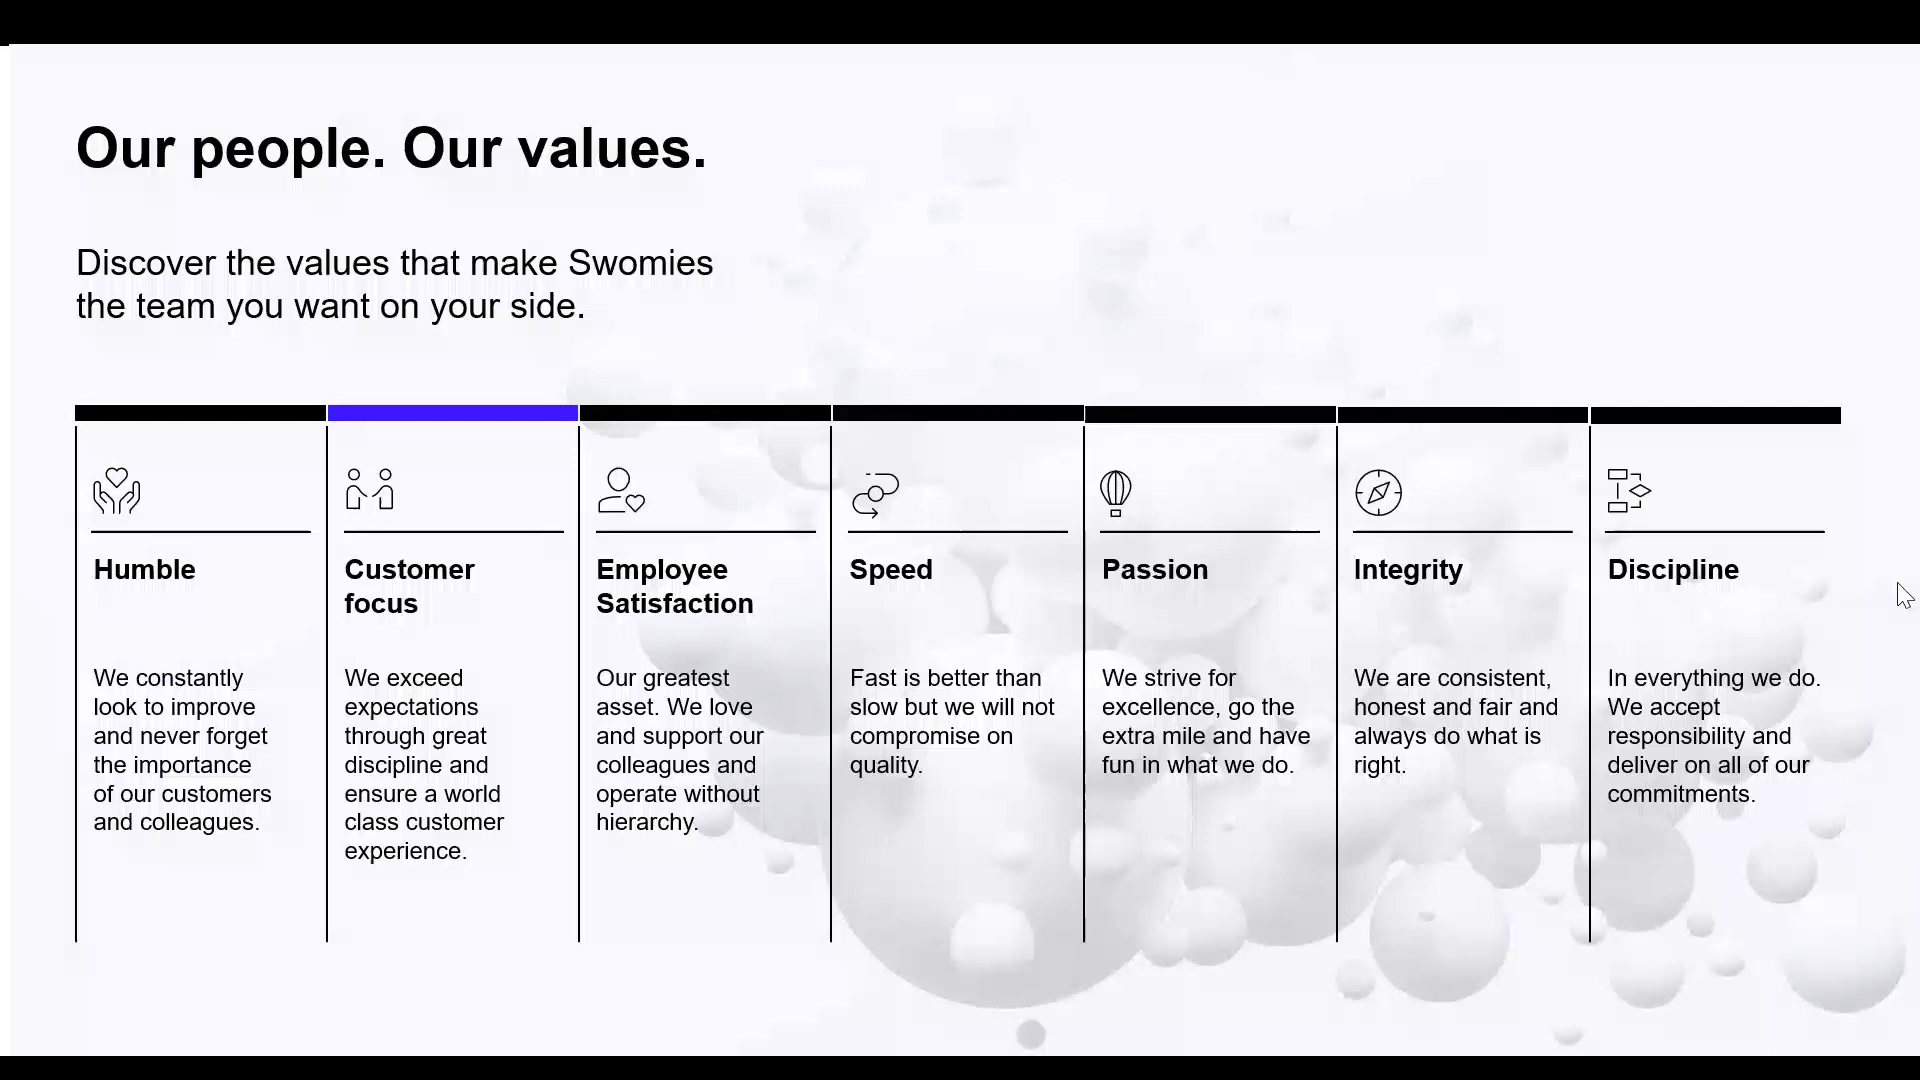 Our people. Our values.
Discover the values that make Swomies
the team you want on your side.
Humble
We constantly
look to improve
and never forget
the importance
of our customers
and colleagues.
Customer
focus
We exceed
expectations
through great
discipline and
ensure a world
class customer
experience.
Employee
Satisfaction
Our greatest
asset. We love
and support our
colleagues and
operate without
hierarchy.
Speed
Fast is better than
slow but we will not
compromise on
quality.
Passion
We strive for
excellence, go the
extra mile and have
fun in what we do.
Integrity
We are consistent,
honest and fair and
always do what is
right.
Discipline
In everything we do.
We accept
responsibility and
deliver on all of our
commitments.